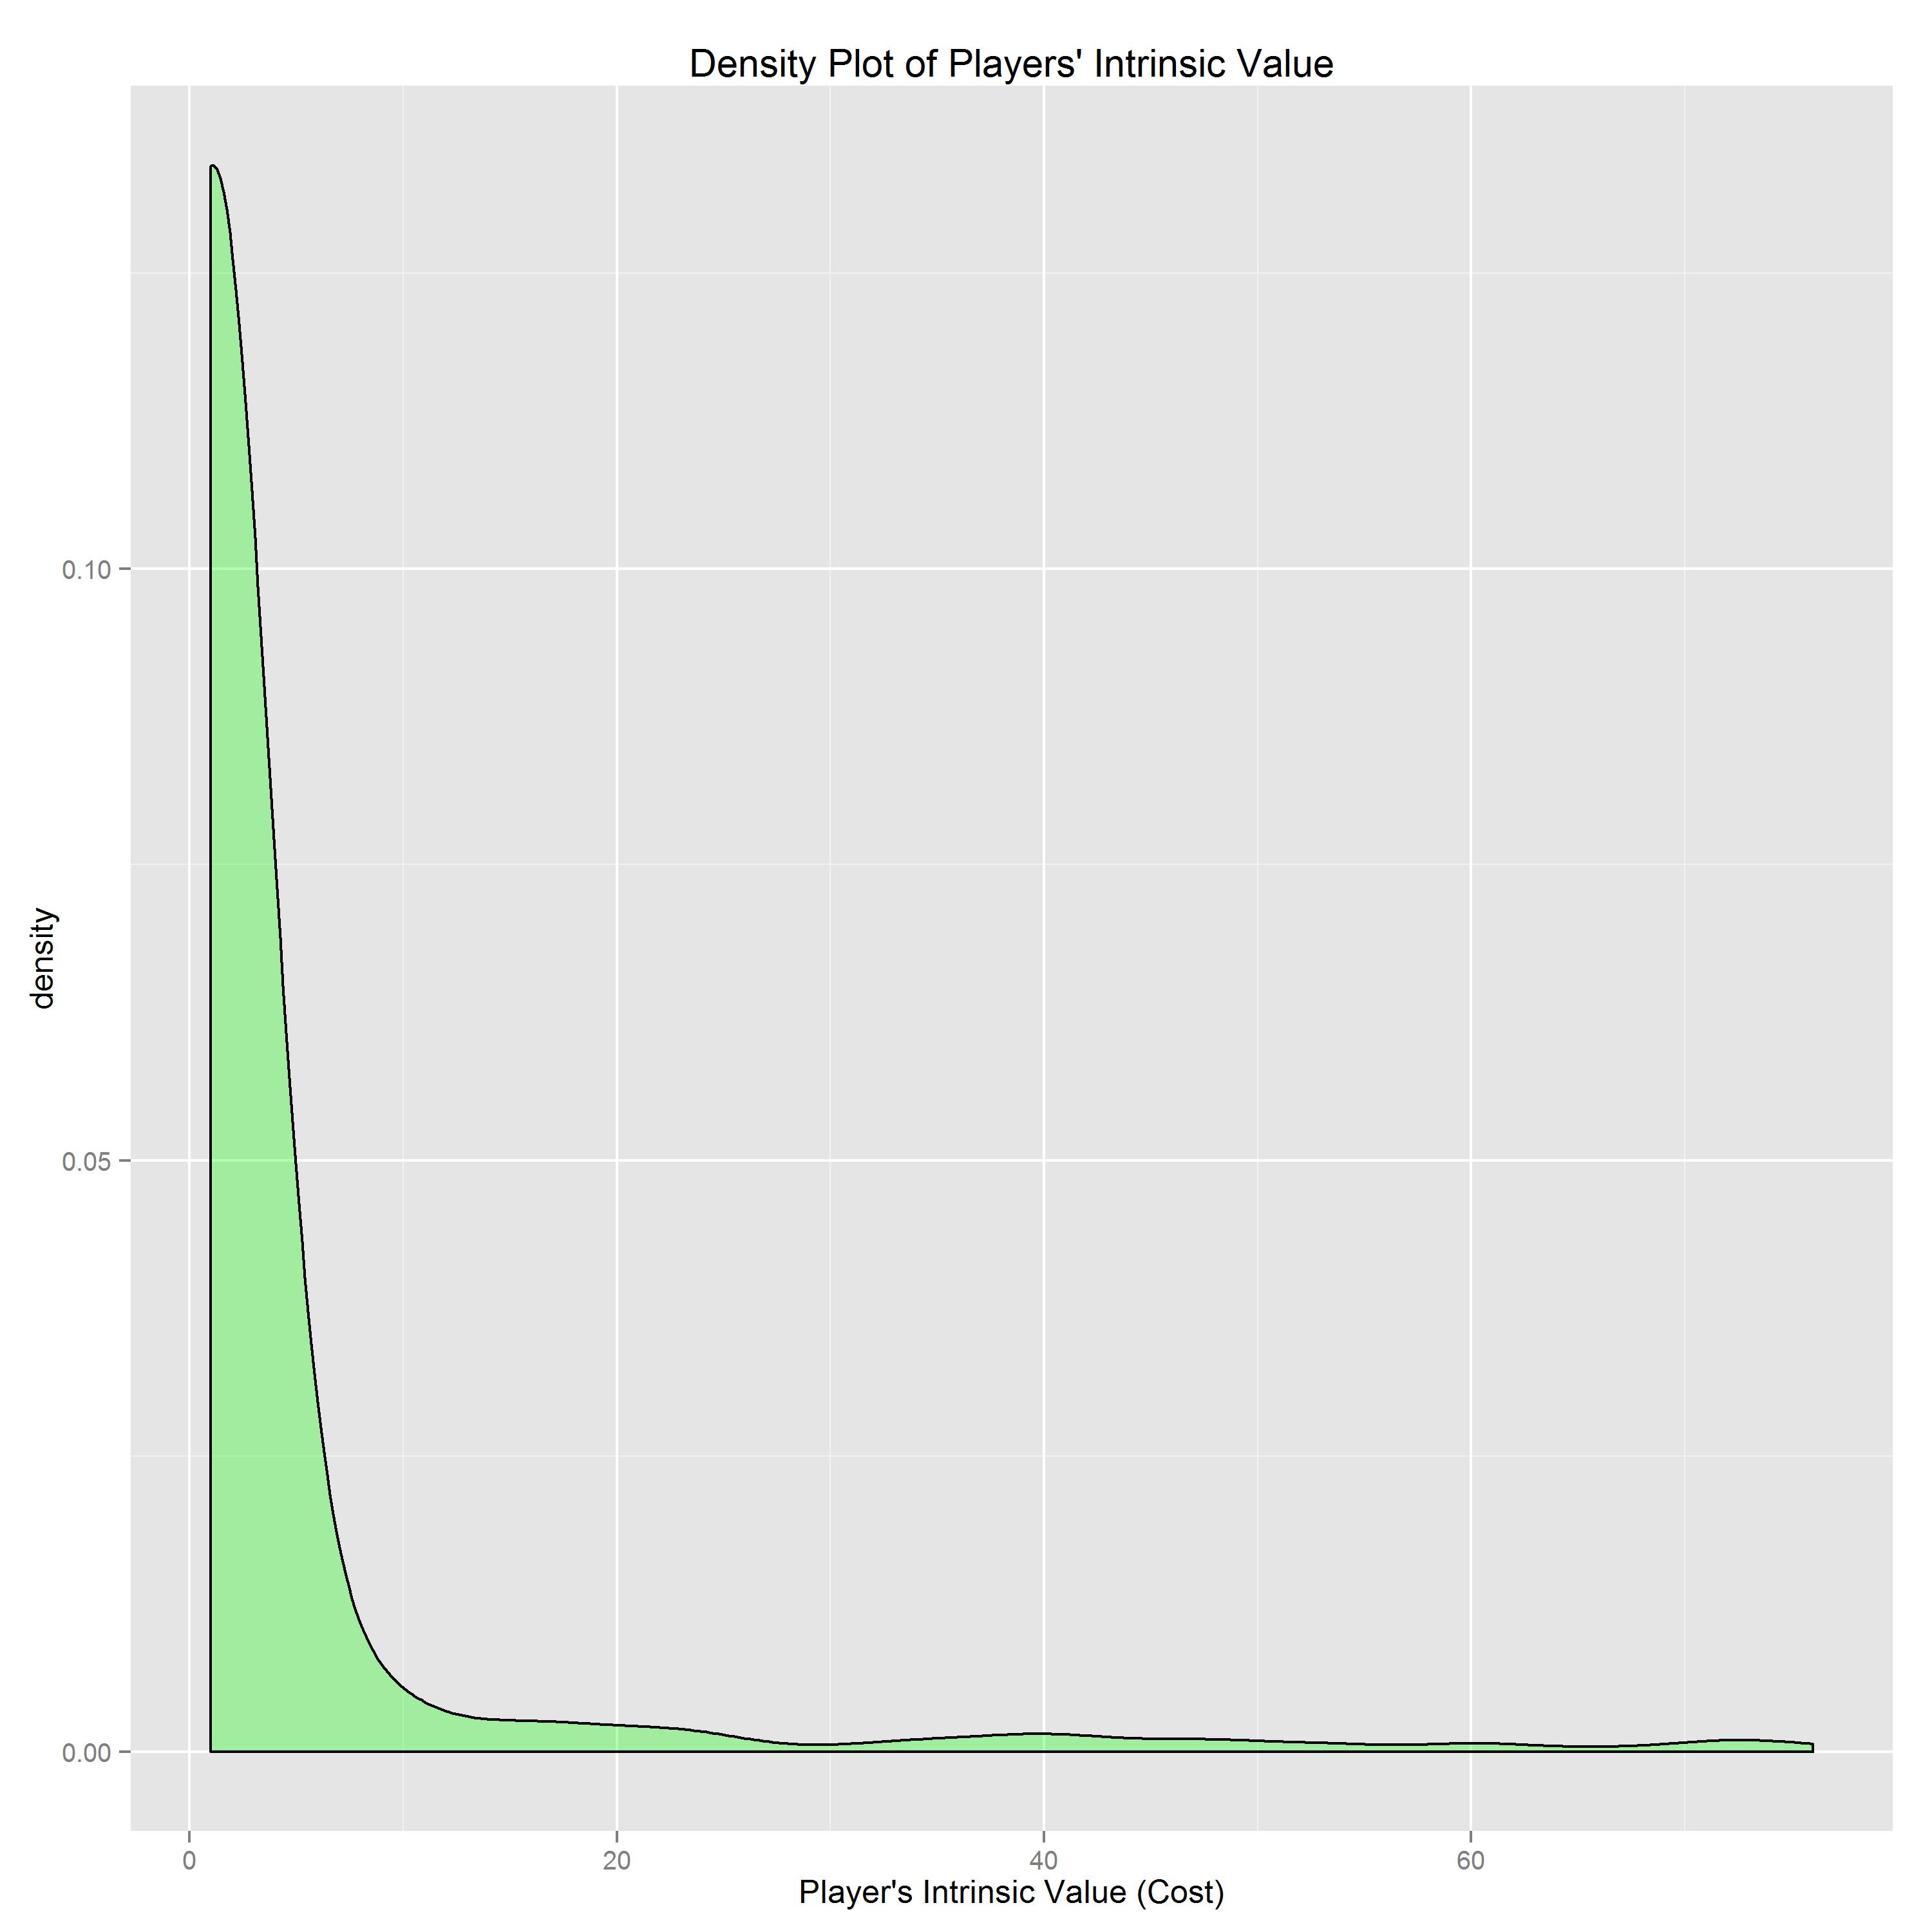 Density Plot of Players' Intrinsic Value
density
0.10
0.05
0.00
0 20 40 60
Player's Intrinsic Value (Cost)